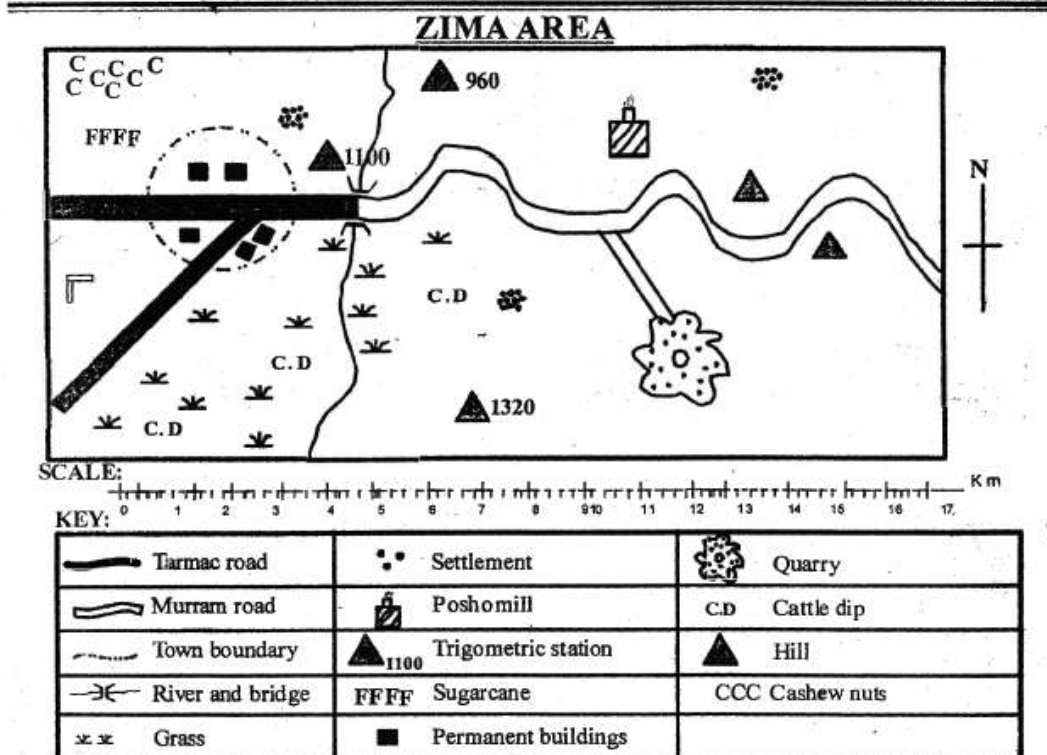 ZIMA AREA
C C C C C
C C C
960
FFFF
1100
N
C.D
C.D
1320
C.D
SCALE:
Km
0 1 2 3 4 5 6 7 8 9 10 11 12 13 14 15 16 17
KEY:
Tarmac road
Settlement
Quarry
Murram road
Poshomill
C.D Cattle dip
Town boundary
1100 Trigometric station
Hill
River and bridge
FFFF Sugarcane
CCC Cashew nuts
Grass
Permanent buildings